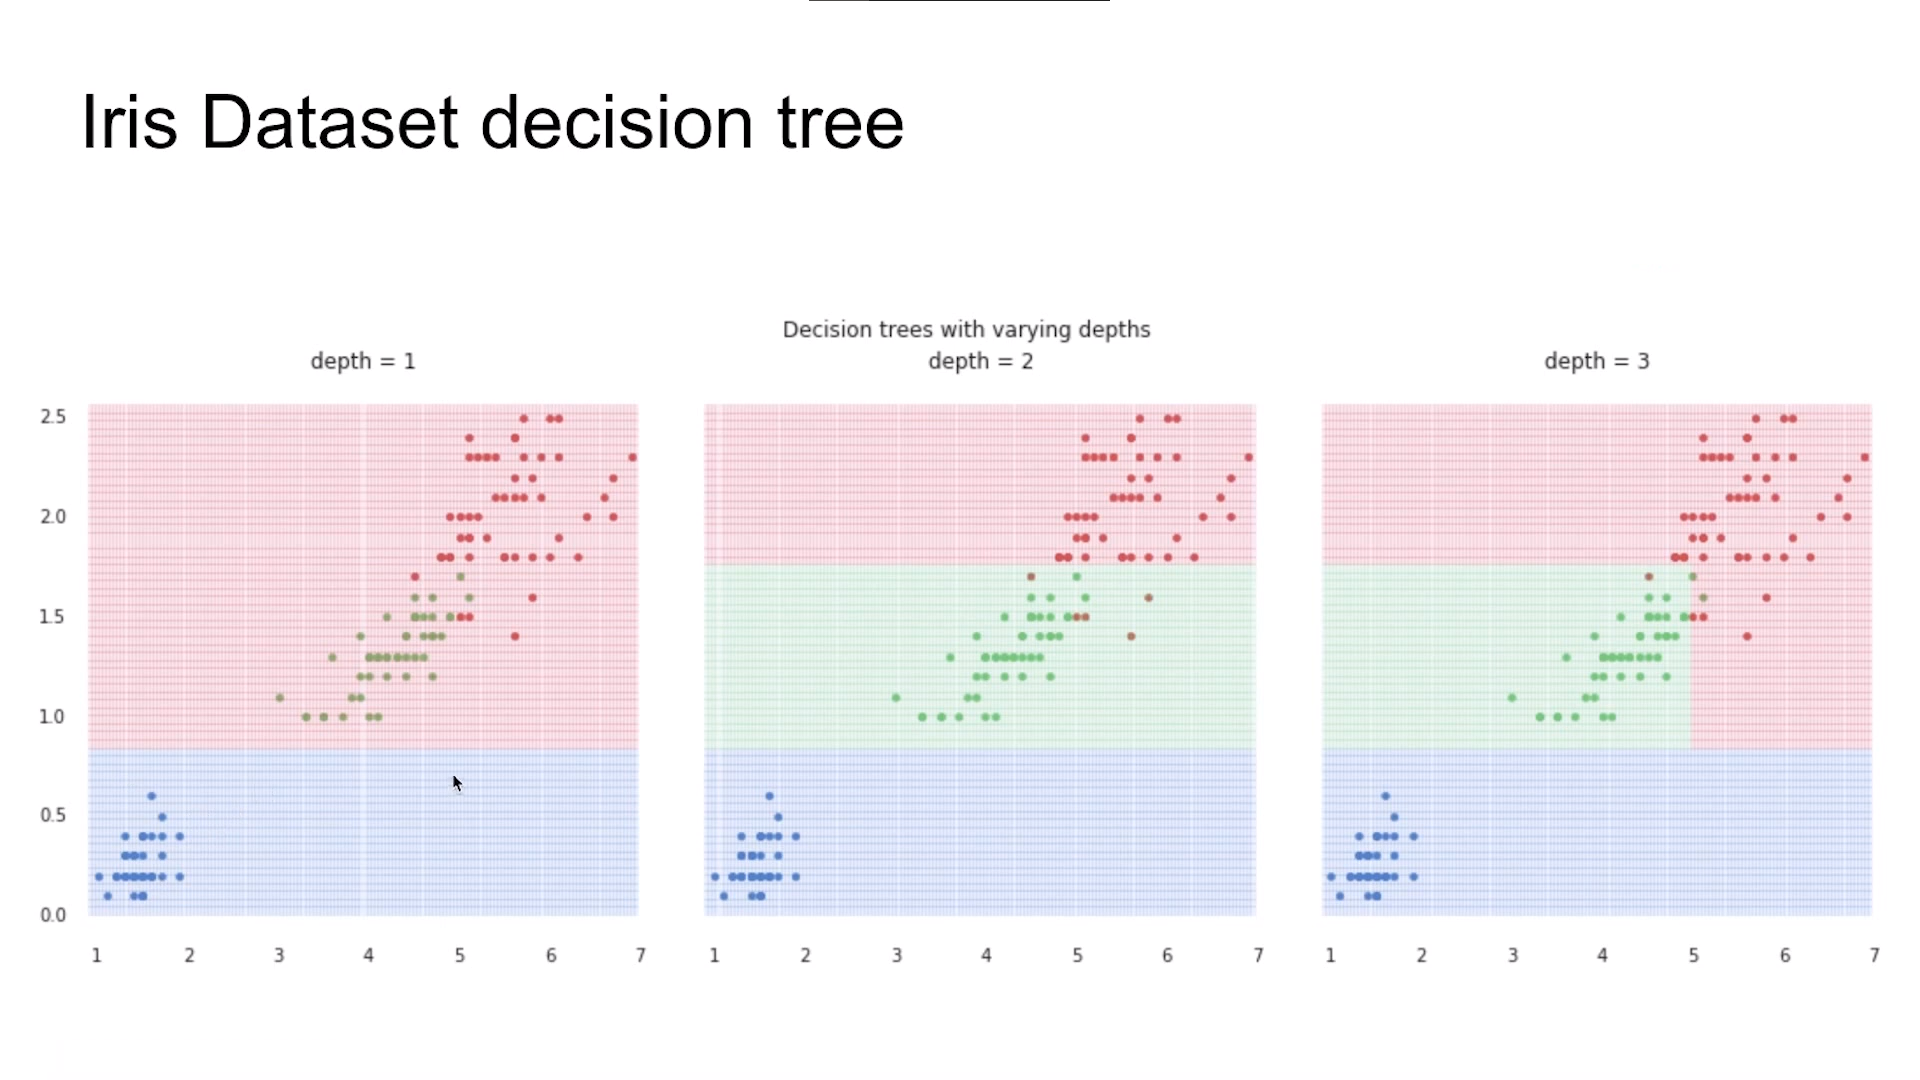 Iris Dataset decision tree
Decision trees with varying depths
depth = 1
depth = 2
depth = 3
2.5
2.0
1.5
1.0
0.5
0.0
1 2 3 4 5 6 7
1 2 3 4 5 6 7
1 2 3 4 5 6 7